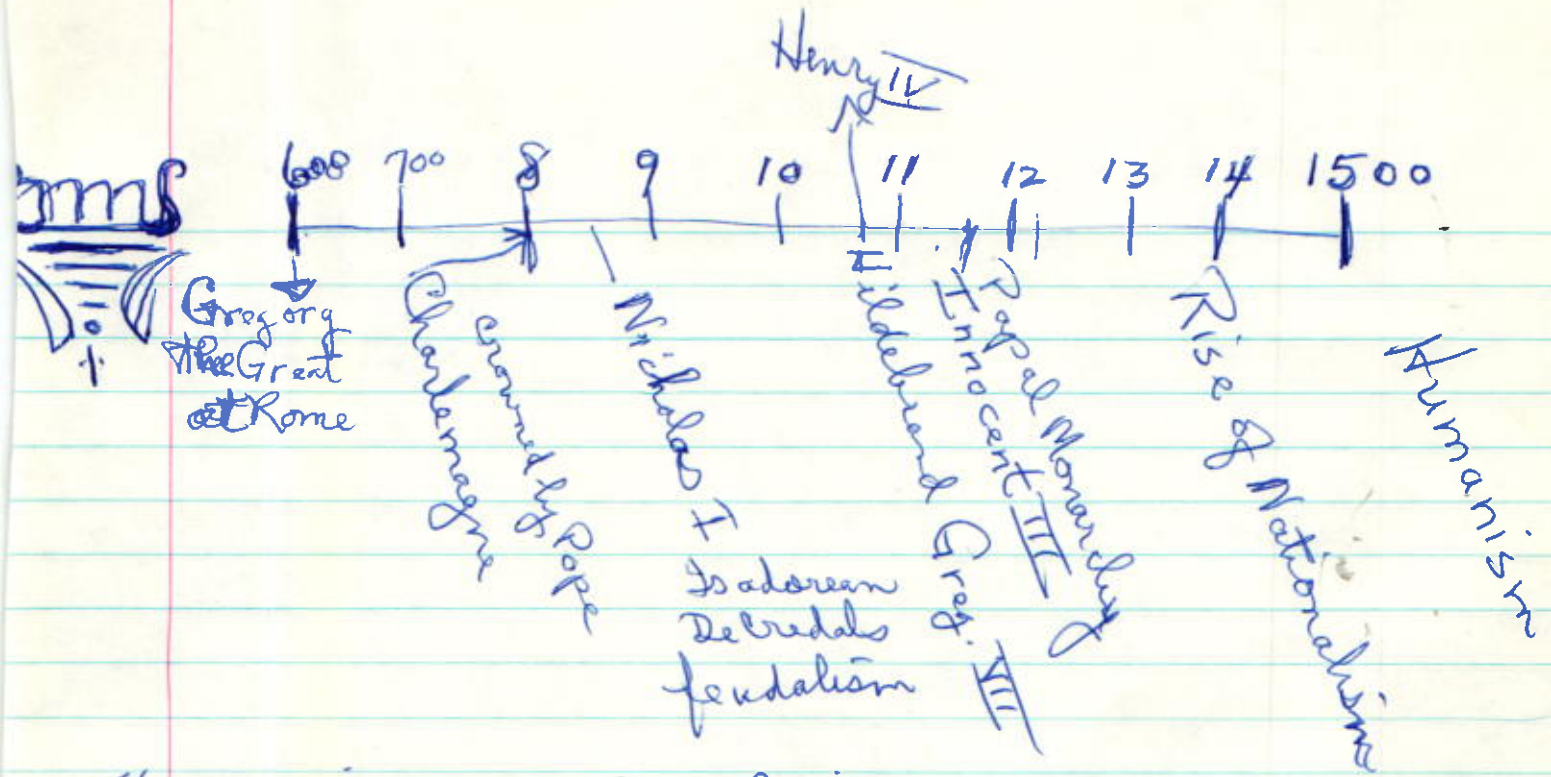 Henry IV
600 700 8 9 10 11 12 13 14 1500
Gregory
the Great
at Rome
Charlemagne
crowned by Pope
Nicholas I
Isadorean
Decredals
feudalism
Hildebrand Greg. VII
Innocent III
Papal Monarchy
Rise of Nationalism
Humanism